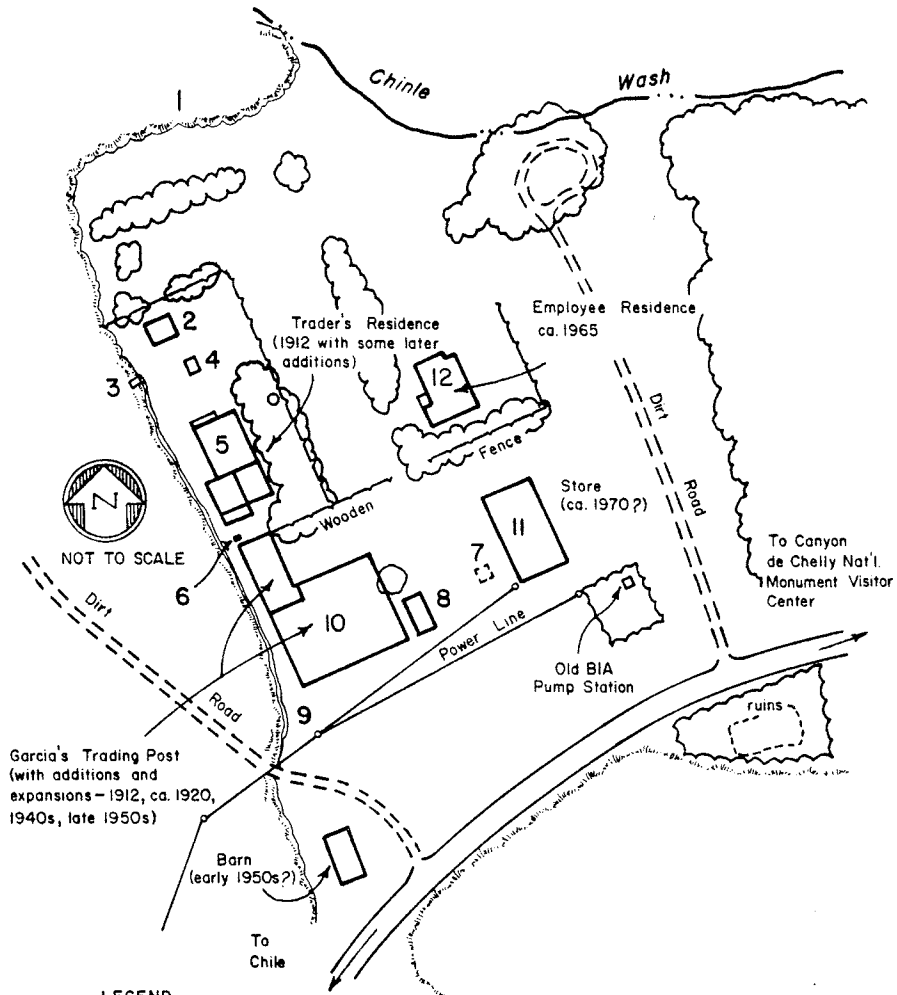 Chinle Wash
1
Employee Residence
ca. 1965
Trader's Residence
(1912 with some later
additions)
2
4
3
12
5
Fence
Wooden
Dirt
Road
Store
(ca. 1970?)
11
N
NOT TO SCALE
7
6
10
8
To Canyon
de Chelly Nat'l.
Monument Visitor
Center
Dirt
Road
Power Line
Old BIA
Pump Station
ruins
9
Garcia's Trading Post
(with additions and
expansions-1912, ca. 1920,
1940s, late 1950s)
Barn
(early 1950s?)
To
Chile
LEGEND